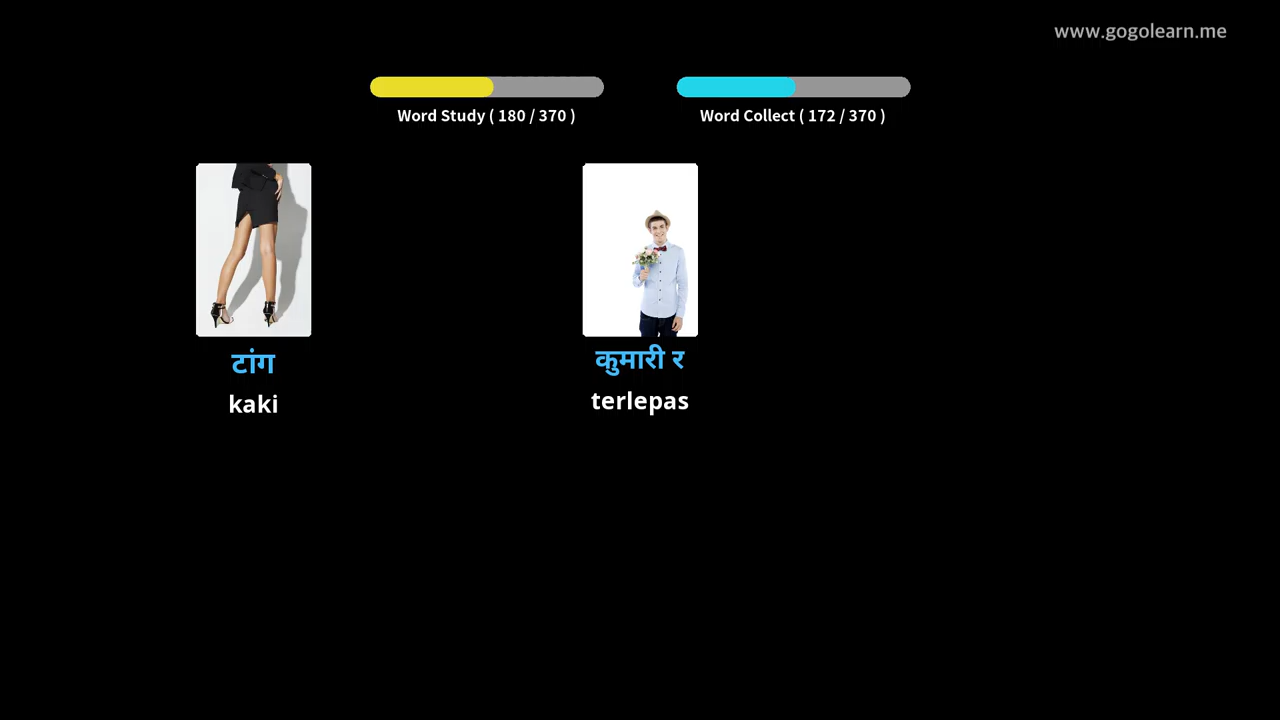 www.gogolearn.me
Word Study ( 180 / 370 )
Word Collect ( 172 / 370 )
टांग
kaki
कुमारी र
terlepas